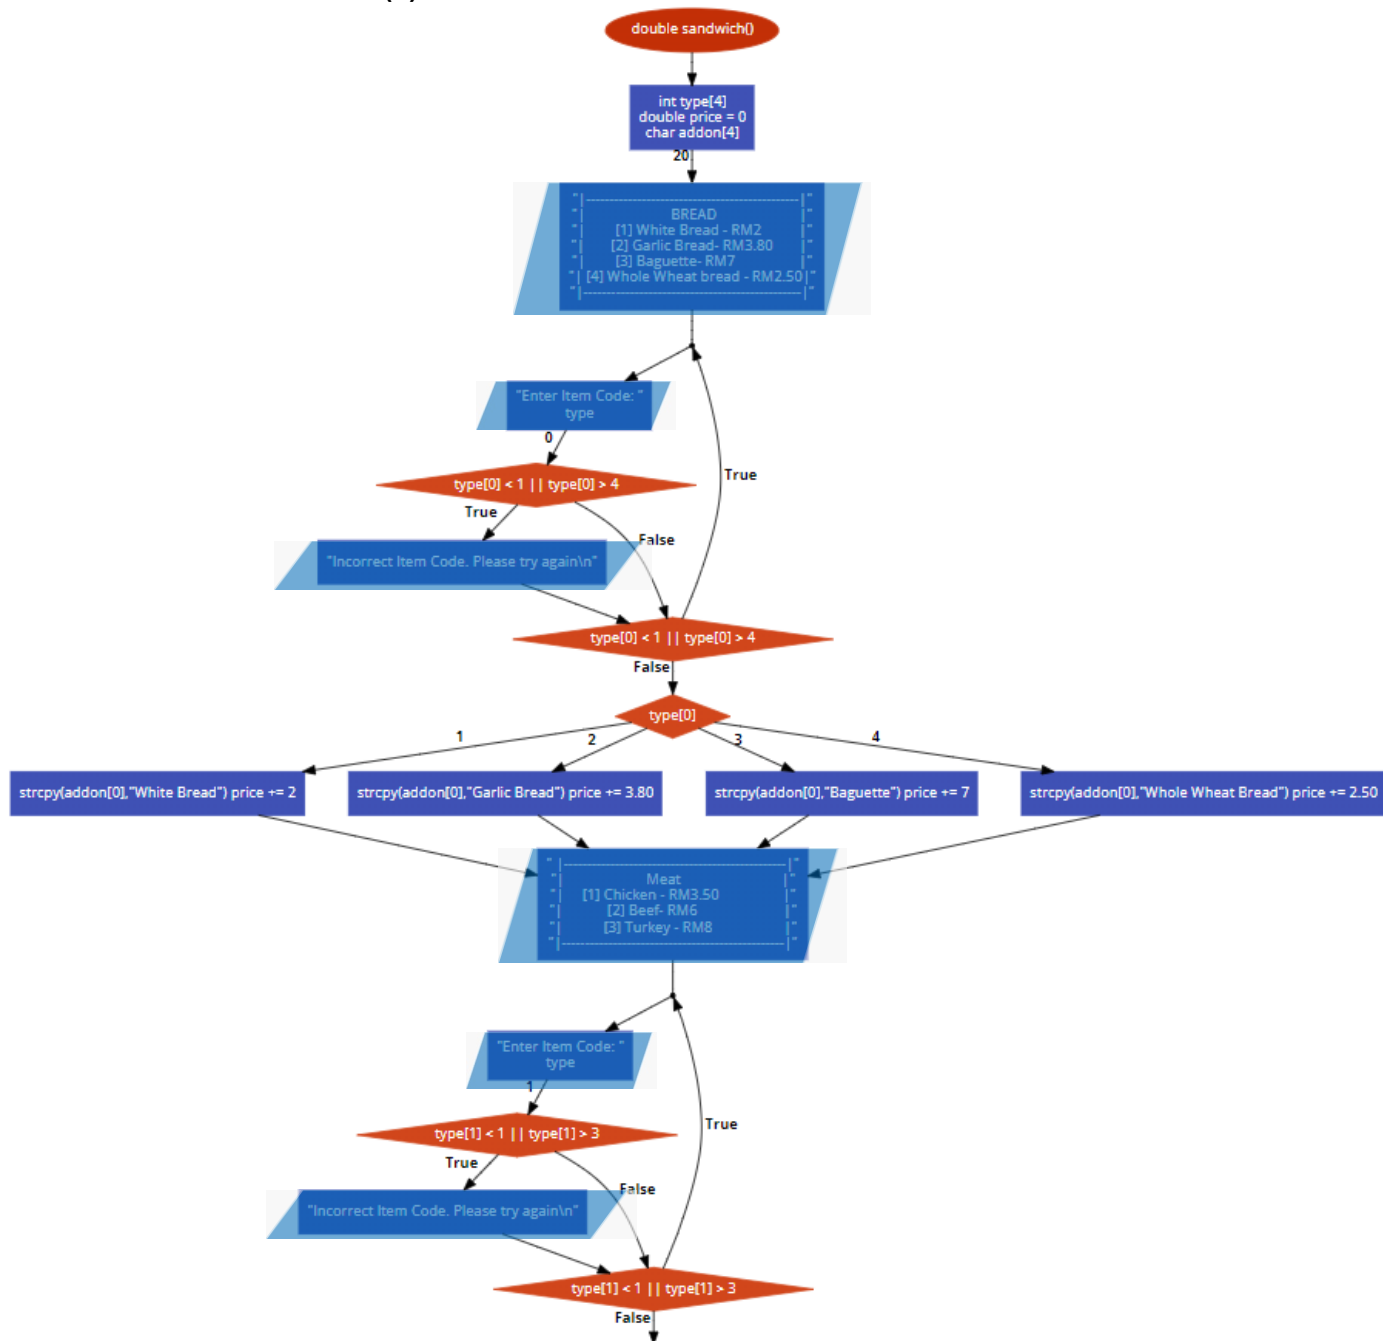 (s)
double sandwich()
int type[4]
double price = 0
char addon[4]
20
"|----------------------------------------------|"
"| BREAD |"
"| [1] White Bread - RM2 |"
"| [2] Garlic Bread- RM3.80 |"
"| [3] Baguette- RM7 |"
"| [4] Whole Wheat bread - RM2.50|"
"|----------------------------------------------|"
"Enter Item Code: "
type
0
type[0] < 1 || type[0] > 4
True
True
False
"Incorrect Item Code. Please try again\n"
type[0] < 1 || type[0] > 4
False
type[0]
1
2
3
4
strcpy(addon[0],"White Bread") price += 2
strcpy(addon[0],"Garlic Bread") price += 3.80
strcpy(addon[0],"Baguette") price += 7
strcpy(addon[0],"Whole Wheat Bread") price += 2.50
"|----------------------------------------------|"
"| Meat |"
"| [1] Chicken - RM3.50 |"
"| [2] Beef- RM6 |"
"| [3] Turkey - RM8 |"
"|----------------------------------------------|"
"Enter Item Code: "
type
1
type[1] < 1 || type[1] > 3
True
True
False
"Incorrect Item Code. Please try again\n"
type[1] < 1 || type[1] > 3
False